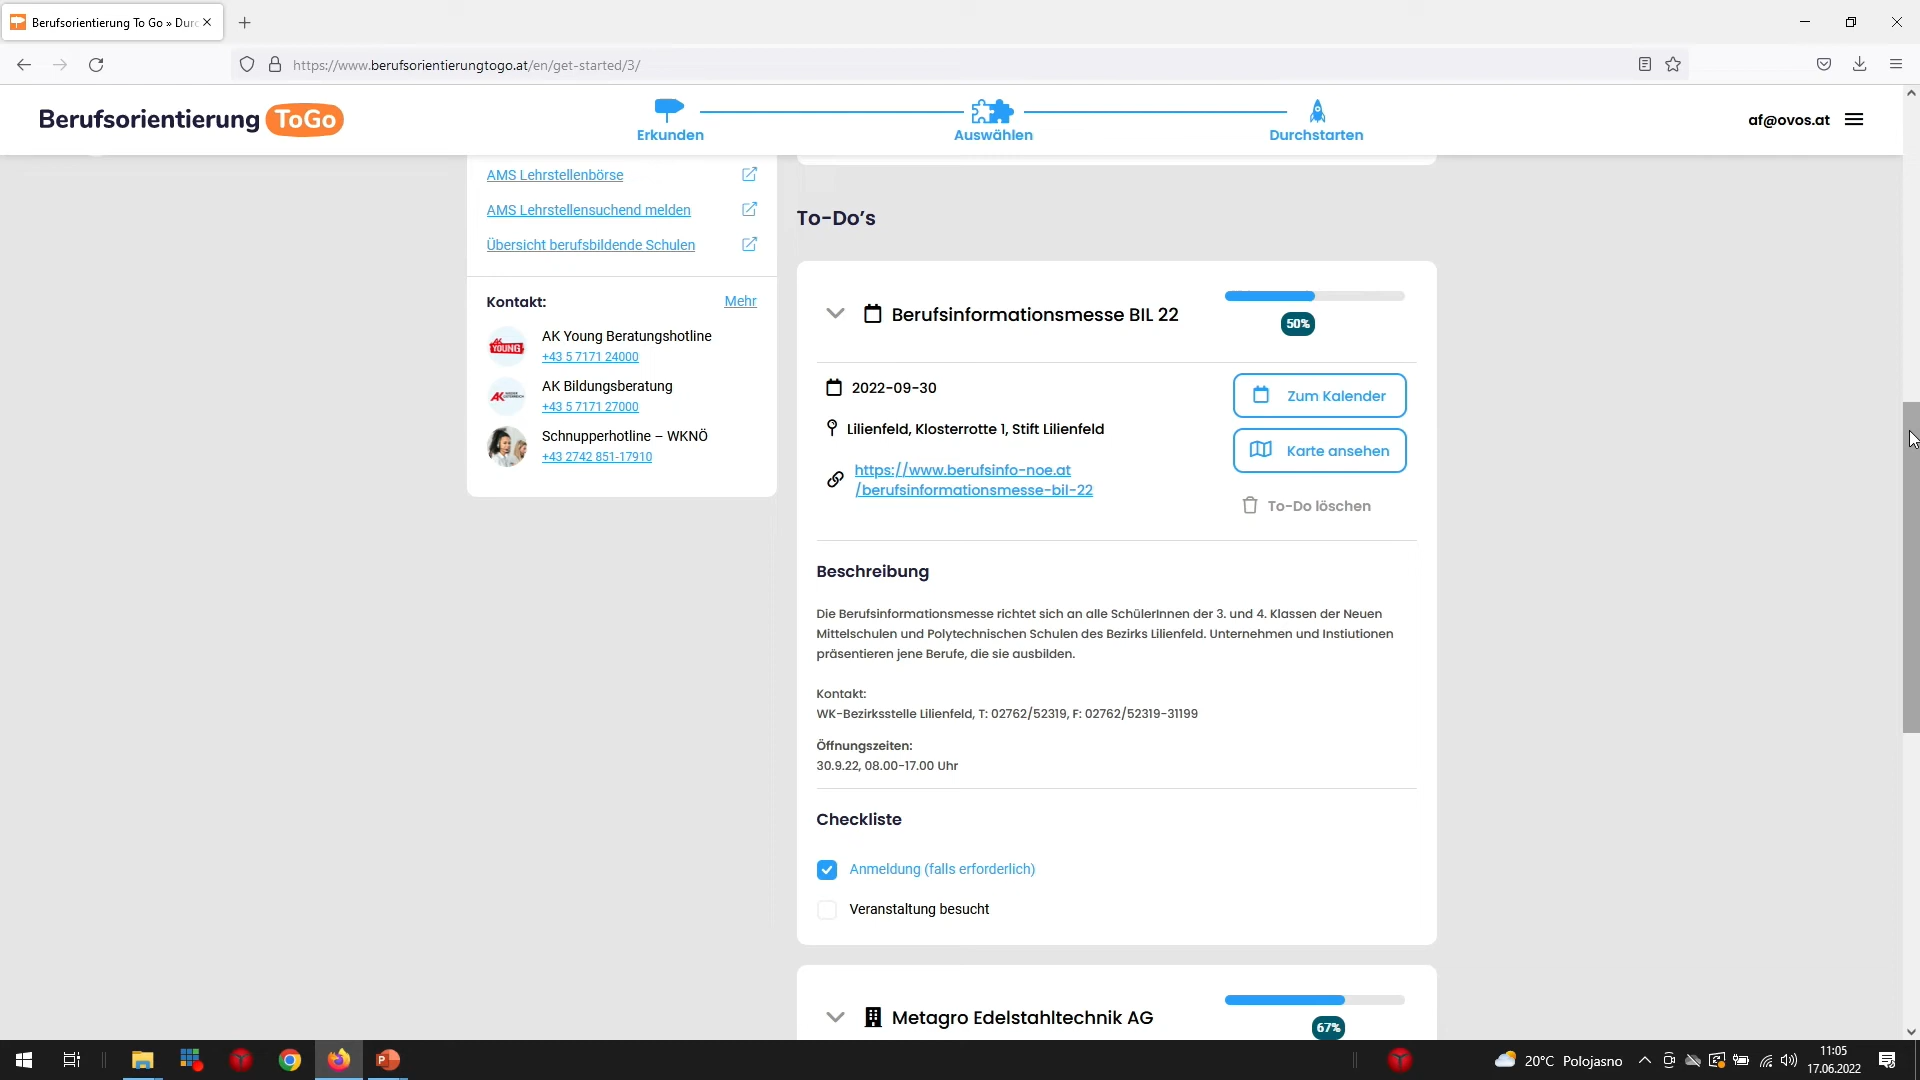 Berufsorientierung To Go » Durc
https://www.berufsorientierungtogo.at/en/get-started/3/
Berufsorientierung ToGo
Erkunden
Auswählen
Durchstarten
af@ovos.at
AMS Lehrstellenbörse
AMS Lehrstellensuchend melden
Übersicht berufsbildende Schulen
Kontakt:
Mehr
AK YOUNG
AK Young Beratungshotline
+43 5 7171 24000
AK
AK Bildungsberatung
+43 5 7171 27000
Schnupperhotline – WKNÖ
+43 2742 851-17910
To-Do’s
Berufsinformationsmesse BIL 22
50%
2022-09-30
Lilienfeld, Klosterrotte 1, Stift Lilienfeld
https://www.berufsinfo-noe.at
/berufsinformationsmesse-bil-22
Zum Kalender
Karte ansehen
To-Do löschen
Beschreibung
Die Berufsinformationsmesse richtet sich an alle SchülerInnen der 3. und 4. Klassen der Neuen
Mittelschulen und Polytechnischen Schulen des Bezirks Lilienfeld. Unternehmen und Instiutionen
präsentieren jene Berufe, die sie ausbilden.
Kontakt:
WK-Bezirksstelle Lilienfeld, T: 02762/52319, F: 02762/52319-31199
Öffnungszeiten:
30.9.22, 08.00-17.00 Uhr
Checkliste
Anmeldung (falls erforderlich)
Veranstaltung besucht
Metagro Edelstahltechnik AG
67%
20°C Polojasno
11:05
17.06.2022